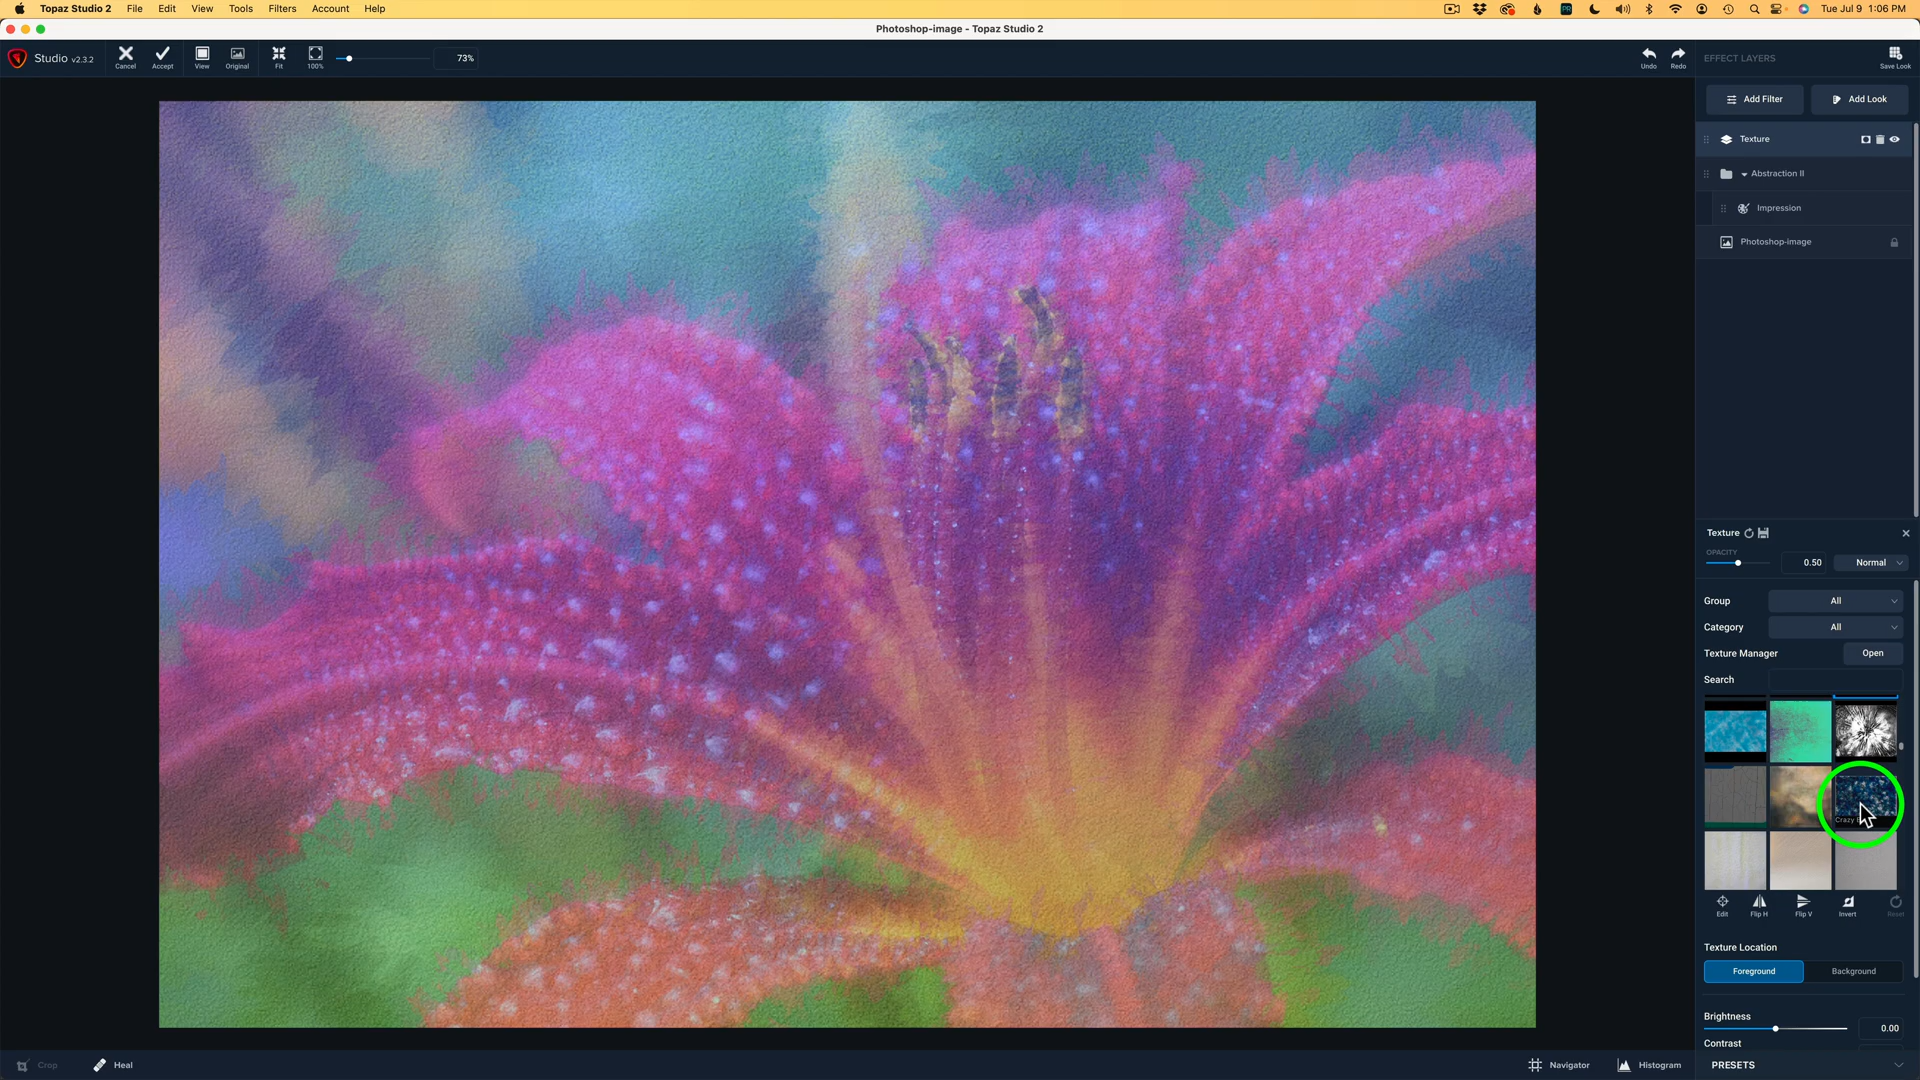 Topaz Studio 2 File Edit View Tools Filters Account Help Tue Jul 9 1:06 PM
Photoshop-image - Topaz Studio 2
Studio v2.3.2 Cancel Accept View Original Fit 100% 73% Undo Redo EFFECT LAYERS Save Look
Add Filter Add Look
Texture
Abstraction II
Impression
Photoshop-image
Texture
OPACITY
0.50 Normal
Group All
Category All
Texture Manager Open
Search
Crazy
Edit Flip H Flip V Invert Reset
Texture Location
Foreground Background
Brightness
0.00
Contrast
Crop Heal Navigator Histogram PRESETS